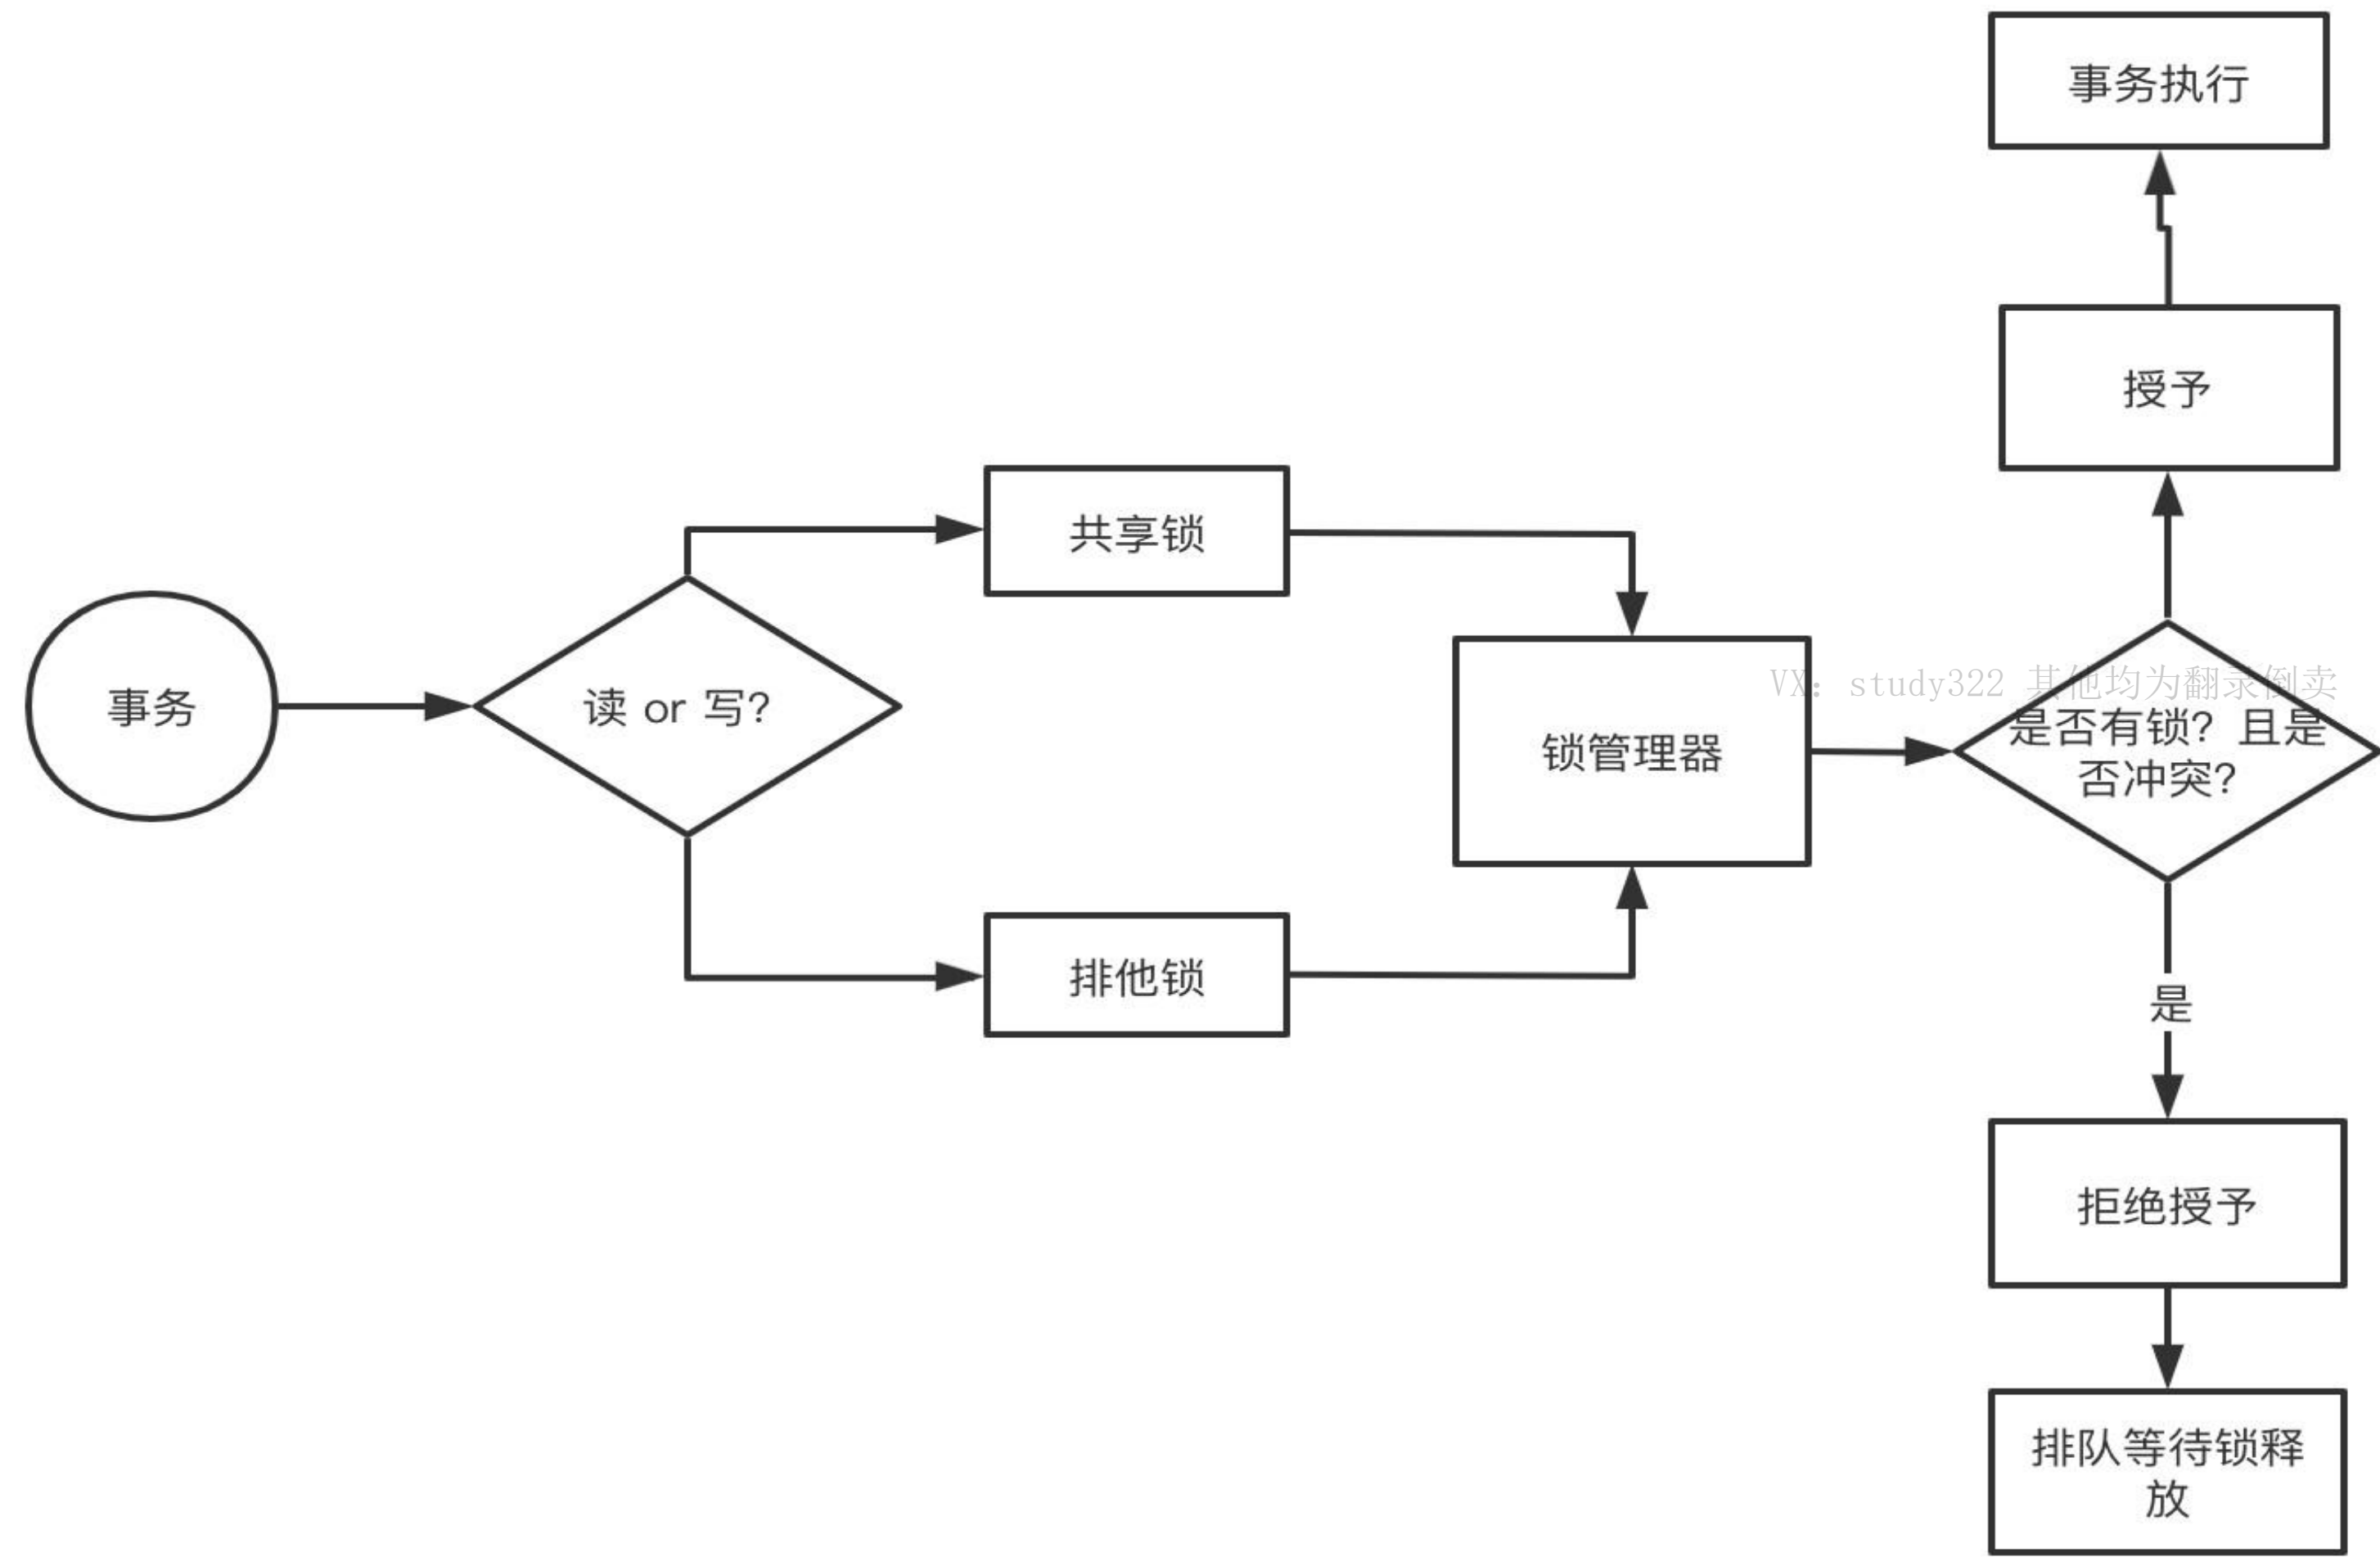 事务执行
授予
共享锁
事务
读 or 写?
VX: study322 其他均为翻录倒卖
锁管理器
是否有锁？且是
否冲突?
排他锁
是
拒绝授予
排队等待锁释
放